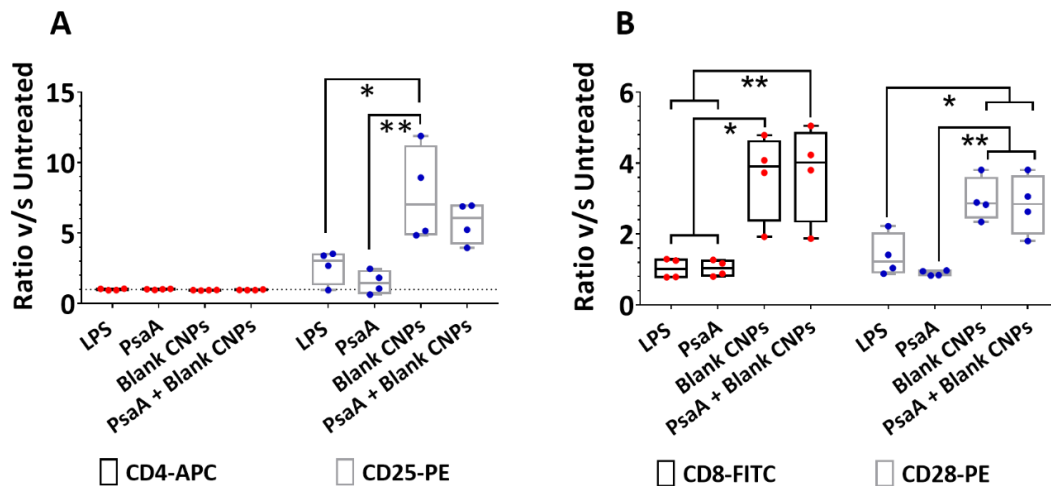 A
Ratio v/s Untreated
15
10
5
0
*
**
LPS
PsaA
Blank CNPs
PsaA + Blank CNPs
LPS
PsaA
Blank CNPs
PsaA + Blank CNPs
CD4-APC
CD25-PE
B
Ratio v/s Untreated
6
4
2
0
**
*
*
**
LPS
PsaA
Blank CNPs
PsaA + Blank CNPs
LPS
PsaA
Blank CNPs
PsaA + Blank CNPs
CD8-FITC
CD28-PE